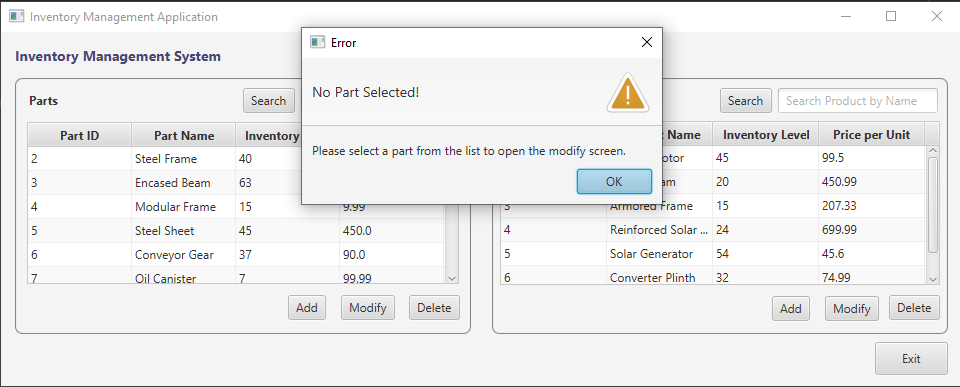 Inventory Management Application
Inventory Management System
Error
No Part Selected!
Please select a part from the list to open the modify screen.
OK
Parts
Search
Part ID Part Name Inventory
2 Steel Frame 40
3 Encased Beam 63
4 Modular Frame 15 9.99
5 Steel Sheet 45 450.0
6 Conveyor Gear 37 90.0
7 Oil Canister 7 99.99
Add Modify Delete
Search Search Product by Name
Name Inventory Level Price per Unit
otor 45 99.5
am 20 450.99
3 Armored Frame 15 207.33
4 Reinforced Solar ... 24 699.99
5 Solar Generator 54 45.6
6 Converter Plinth 32 74.99
Add Modify Delete
Exit